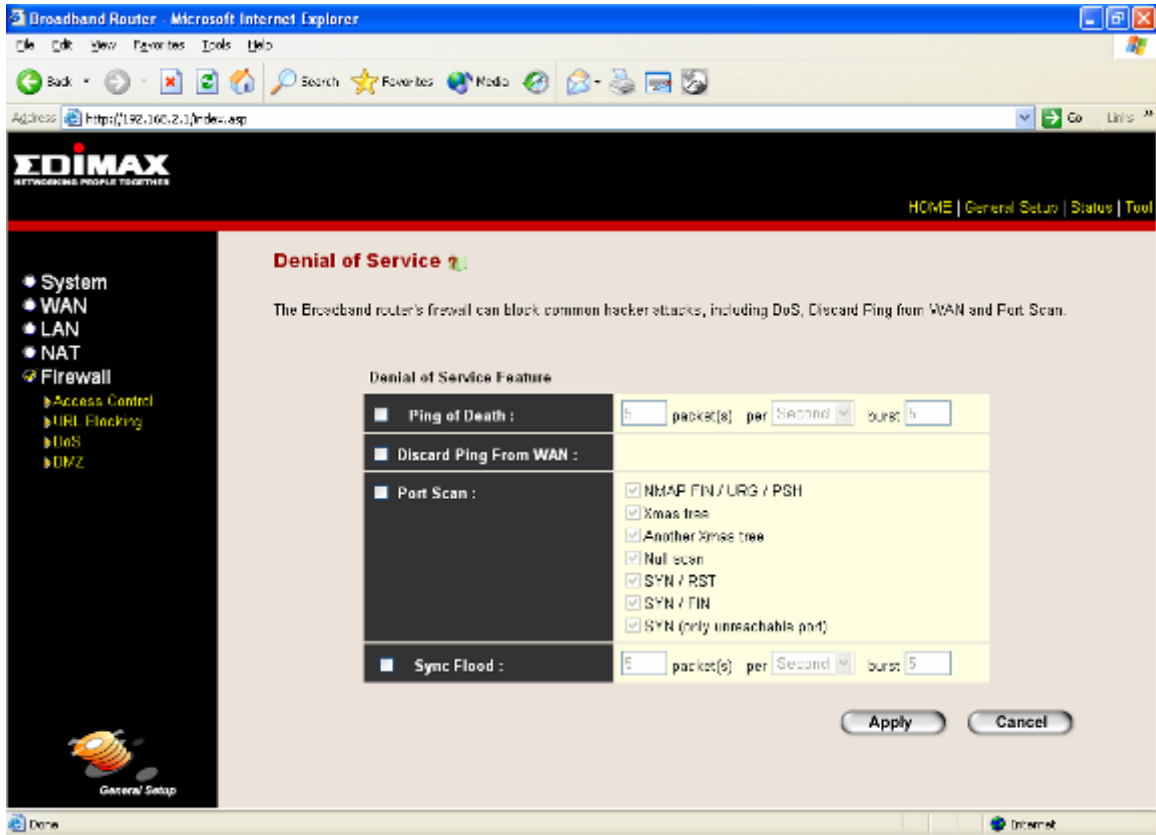 Broadband Router - Microsoft Internet Explorer
File Edit View Favorites Tools Help
Back Search Favorites Media
Address http://192.168.2.1/index.asp Go Links »
EDIMAX
NETWORKING PEOPLE TOGETHER
HOME | General Setup | Status | Tool
System
WAN
LAN
NAT
Firewall
Access Control
URL Blocking
DoS
DMZ
General Setup
Denial of Service
The Broadband router's firewall can block common hacker attacks, including DoS, Discard Ping from WAN and Port Scan.
Denial of Service Feature
Ping of Death : 5 packet(s) per Second burst 5
Discard Ping From WAN :
Port Scan :
NMAP FIN / URG / PSH
Xmas tree
Another Xmas tree
Null scan
SYN / RST
SYN / FIN
SYN (only unreachable port)
Sync Flood : 5 packet(s) per Second burst 5
Apply Cancel
Done Internet